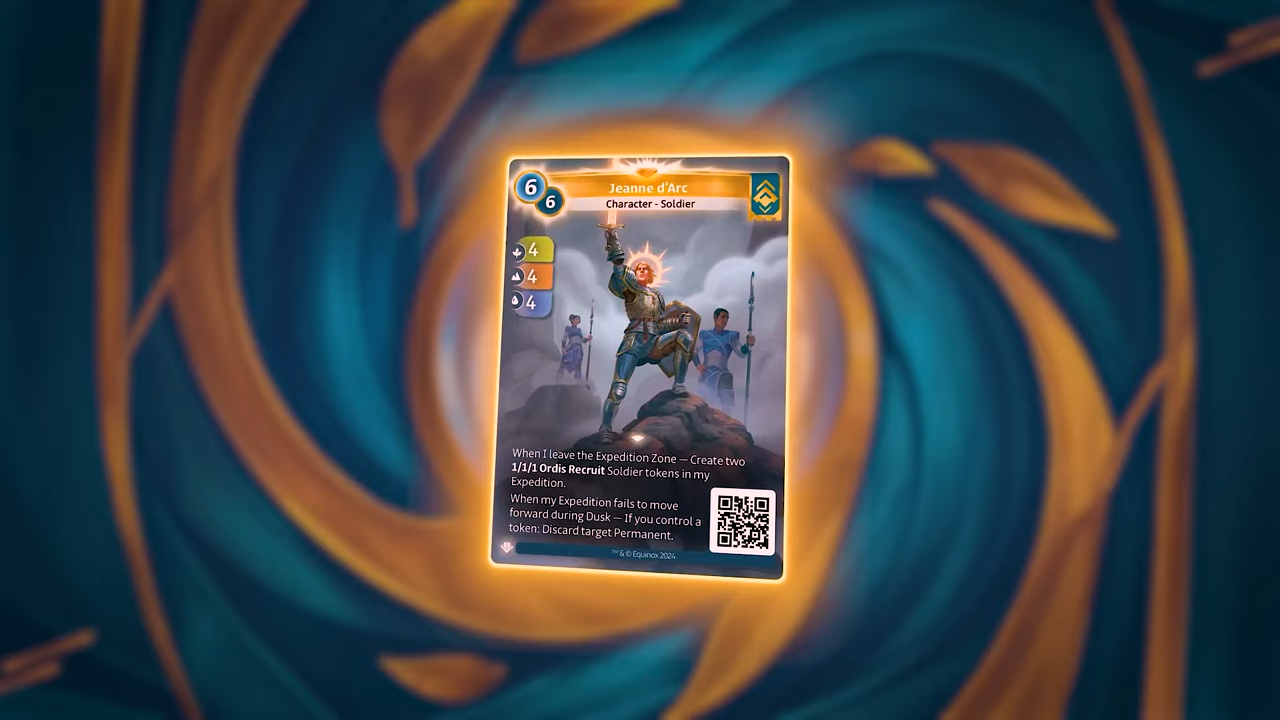 6
6
Jeanne d'Arc
Character - Soldier
4
4
4
When I leave the Expedition Zone — Create two
1/1/1 Ordis Recruit Soldier tokens in my
Expedition.
When my Expedition fails to move
forward during Dusk — If you control a
token: Discard target Permanent.
™ & © Equinox 2024